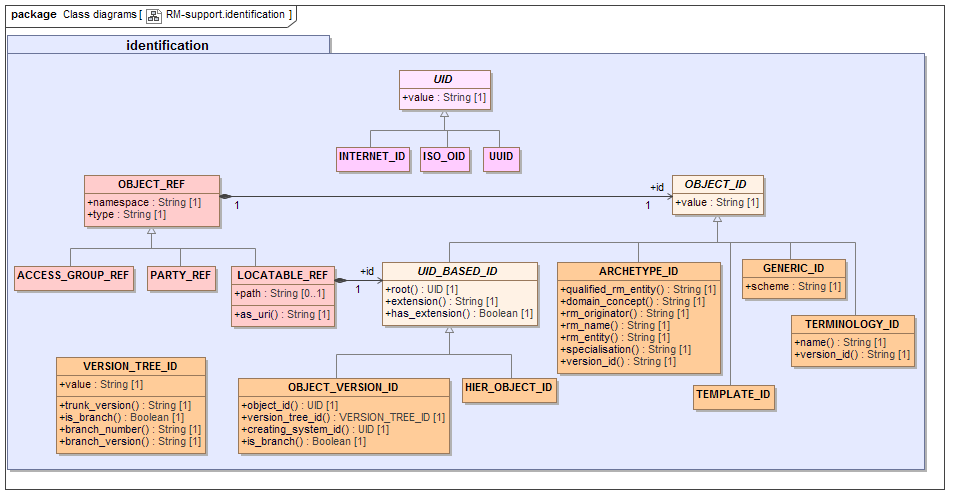 package Class diagrams [ RM-support.identification ]
identification
UID
+value : String [1]
INTERNET_ID
ISO_OID
UUID
OBJECT_REF
+namespace : String [1]
+type : String [1]
1
+id
1
OBJECT_ID
+value : String [1]
ACCESS_GROUP_REF
PARTY_REF
LOCATABLE_REF
+path : String [0..1]
+as_uri() : String [1]
+id
1
UID_BASED_ID
+root() : UID [1]
+extension() : String [1]
+has_extension() : Boolean [1]
ARCHETYPE_ID
+qualified_rm_entity() : String [1]
+domain_concept() : String [1]
+rm_originator() : String [1]
+rm_name() : String [1]
+rm_entity() : String [1]
+specialisation() : String [1]
+version_id() : String [1]
GENERIC_ID
+scheme : String [1]
TERMINOLOGY_ID
+name() : String [1]
+version_id() : String [1]
VERSION_TREE_ID
+value : String [1]
+trunk_version() : String [1]
+is_branch() : Boolean [1]
+branch_number() : String [1]
+branch_version() : String [1]
OBJECT_VERSION_ID
+object_id() : UID [1]
+version_tree_id() : VERSION_TREE_ID [1]
+creating_system_id() : UID [1]
+is_branch() : Boolean [1]
HIER_OBJECT_ID
TEMPLATE_ID